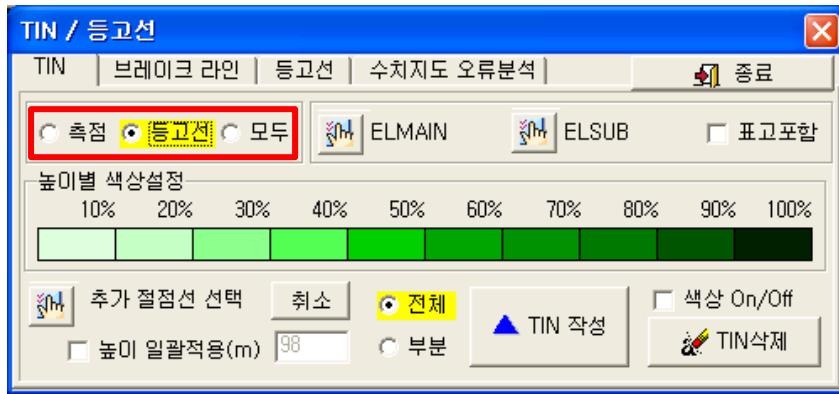 TIN / 등고선
TIN 브레이크 라인 등고선 수치지도 오류분석 종료
측점 등고선 모두 ELMAIN ELSUB 표고포함
높이별 색상설정
10% 20% 30% 40% 50% 60% 70% 80% 90% 100%
추가 절점선 선택 취소 전체 TIN 작성 색상 On/Off
높이 일괄적용(m) 98 부분 TIN삭제